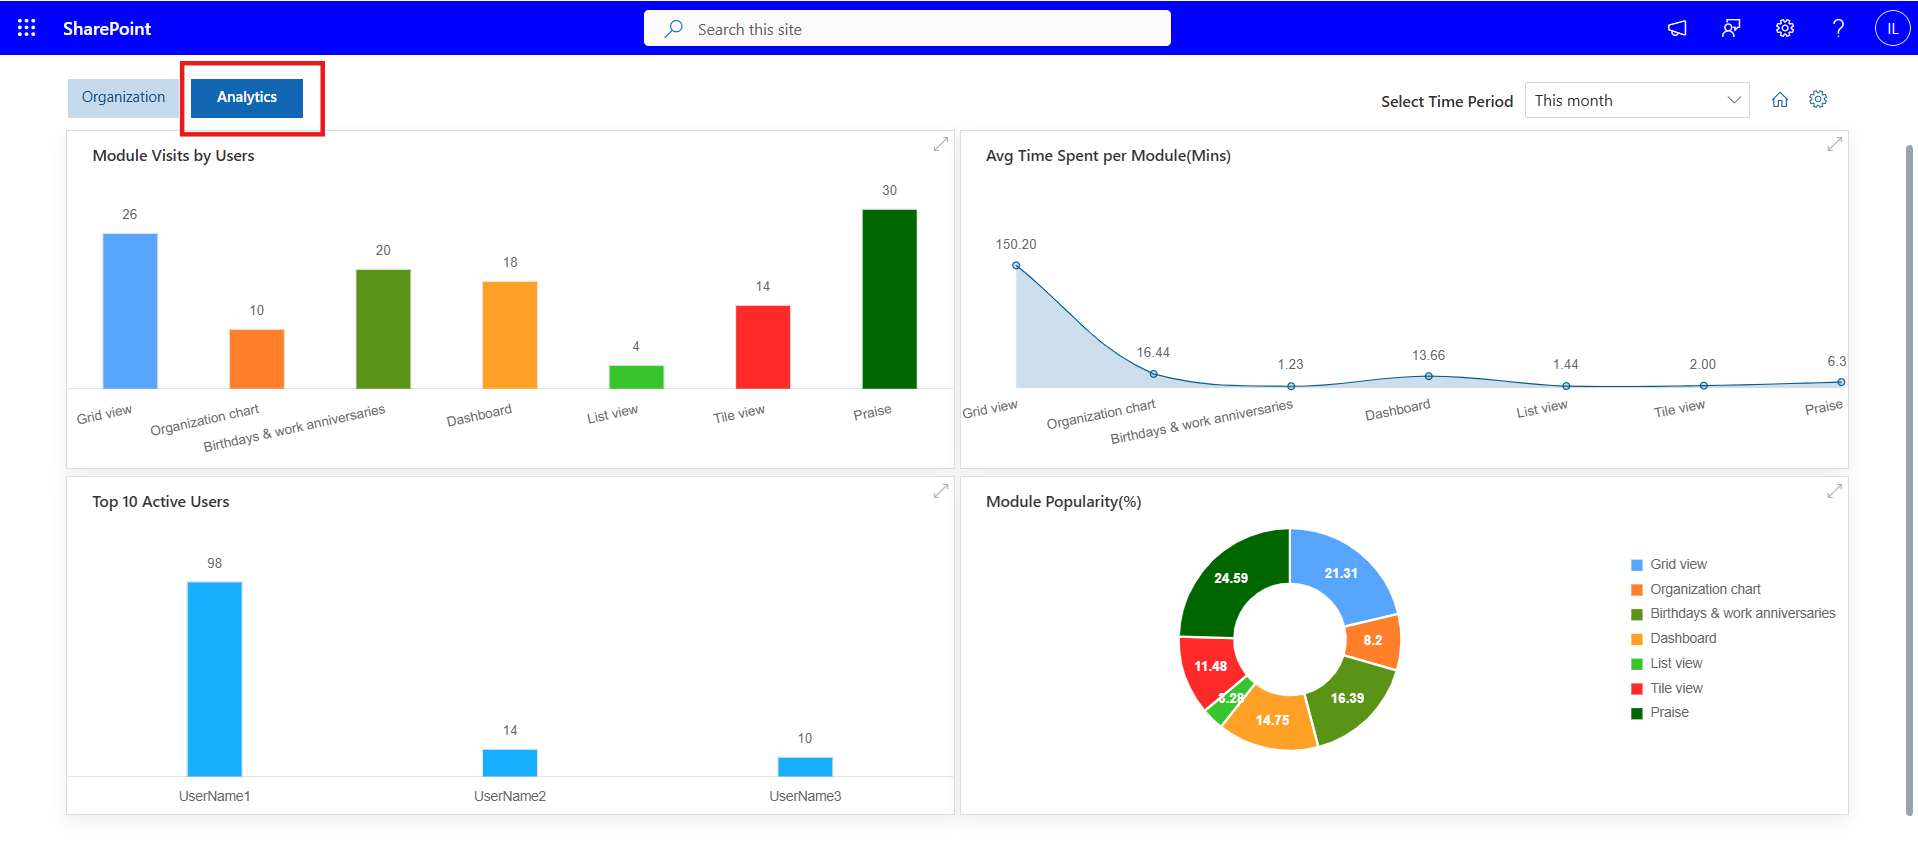 SharePoint
Search this site
IL
Organization
Analytics
Select Time Period
This month
Module Visits by Users
26
10
20
18
4
14
30
Grid view
Organization chart
Birthdays & work anniversaries
Dashboard
List view
Tile view
Praise
Avg Time Spent per Module(Mins)
150.20
16.44
1.23
13.66
1.44
2.00
6.3
Grid view
Organization chart
Birthdays & work anniversaries
Dashboard
List view
Tile view
Praise
Top 10 Active Users
98
14
10
UserName1
UserName2
UserName3
Module Popularity(%)
21.31
8.2
16.39
14.75
3.28
11.48
24.59
Grid view
Organization chart
Birthdays & work anniversaries
Dashboard
List view
Tile view
Praise